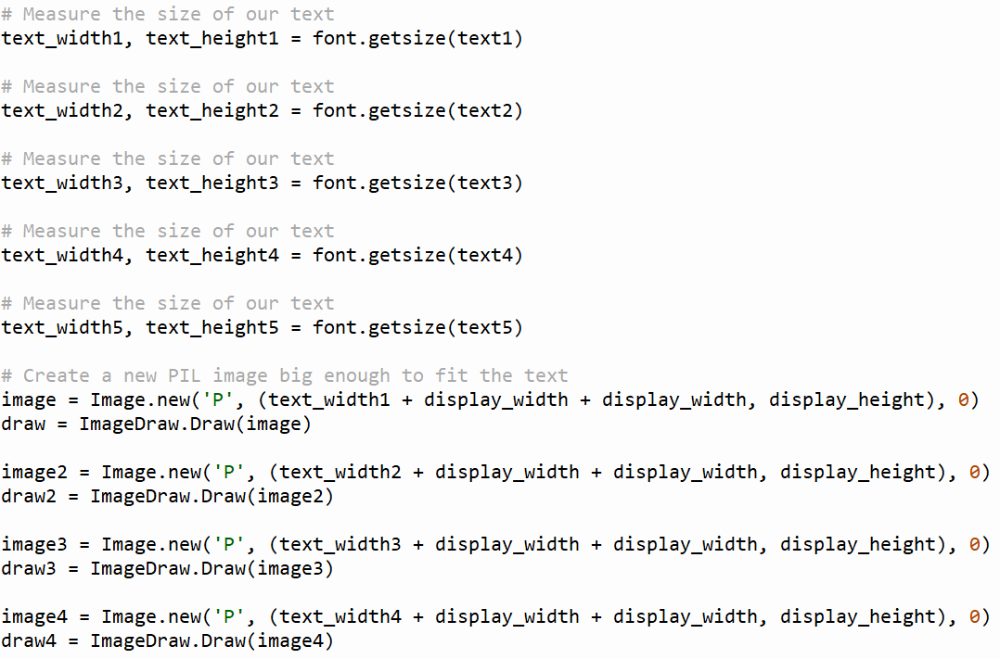 # Measure the size of our text
text_width1, text_height1 = font.getsize(text1)
# Measure the size of our text
text_width2, text_height2 = font.getsize(text2)
# Measure the size of our text
text_width3, text_height3 = font.getsize(text3)
# Measure the size of our text
text_width4, text_height4 = font.getsize(text4)
# Measure the size of our text
text_width5, text_height5 = font.getsize(text5)
# Create a new PIL image big enough to fit the text
image = Image.new('P', (text_width1 + display_width + display_width, display_height), 0)
draw = ImageDraw.Draw(image)
image2 = Image.new('P', (text_width2 + display_width + display_width, display_height), 0)
draw2 = ImageDraw.Draw(image2)
image3 = Image.new('P', (text_width3 + display_width + display_width, display_height), 0)
draw3 = ImageDraw.Draw(image3)
image4 = Image.new('P', (text_width4 + display_width + display_width, display_height), 0)
draw4 = ImageDraw.Draw(image4)